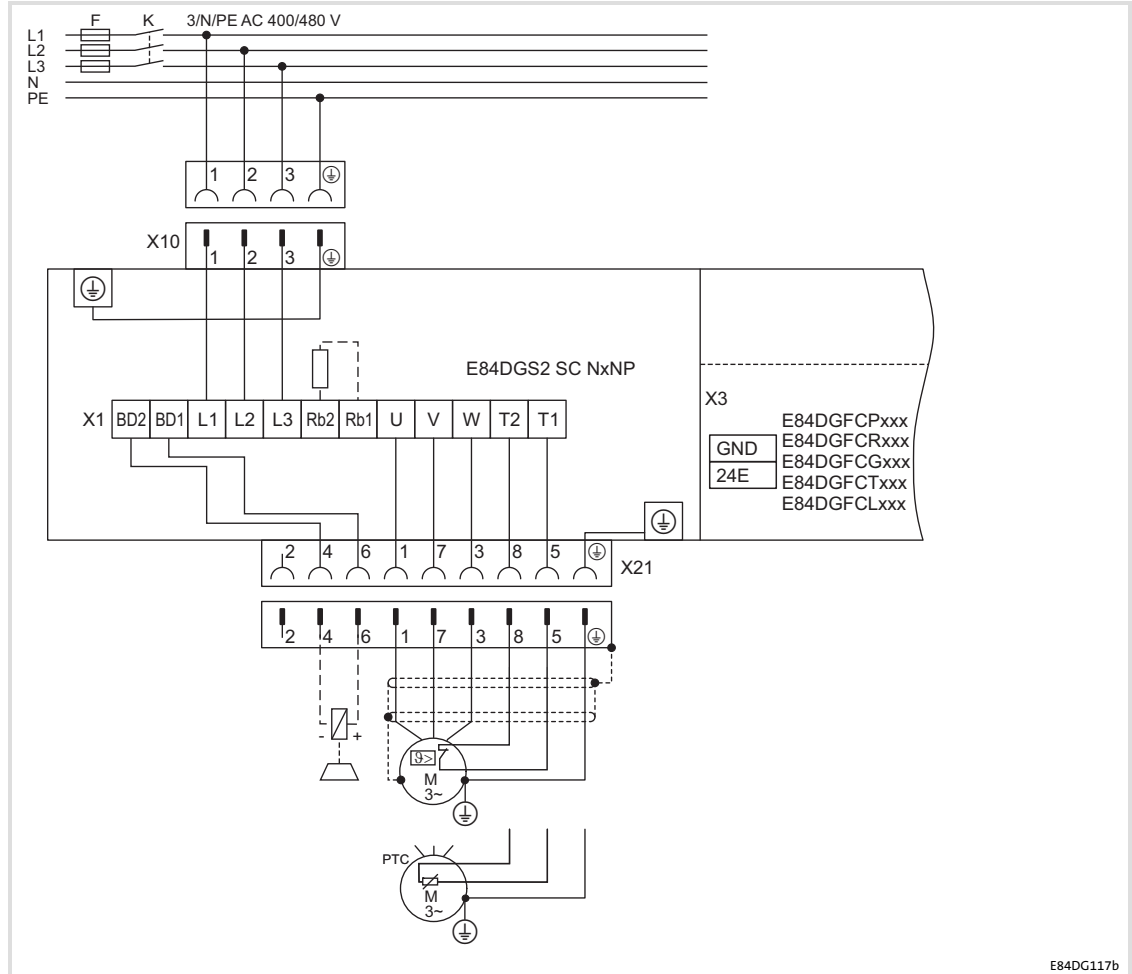 F K 3/N/PE AC 400/480 V
L1
L2
L3
N
PE
1 2 3
X10
1 2 3
E84DGS2 SC NxNP
X1 BD2 BD1 L1 L2 L3 Rb2 Rb1 U V W T2 T1
X3
GND
24E
E84DGFCPxxx
E84DGFCRxxx
E84DGFCGxxx
E84DGFCTxxx
E84DGFCLxxx
2 4 6 1 7 3 8 5
X21
2 4 6 1 7 3 8 5
- +
ϑ>
M
3~
PTC
M
3~
E84DG117b